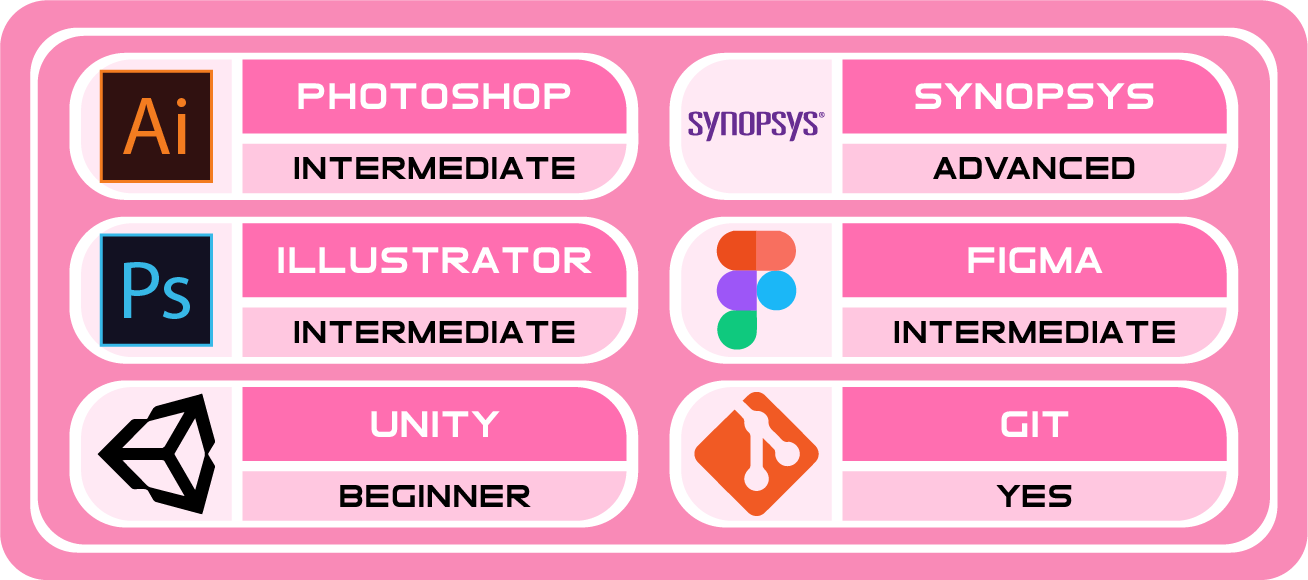 Ai
PHOTOSHOP
INTERMEDIATE
SYNOPSYS®
SYNOPSYS
ADVANCED
Ps
ILLUSTRATOR
INTERMEDIATE
FIGMA
INTERMEDIATE
UNITY
BEGINNER
GIT
YES